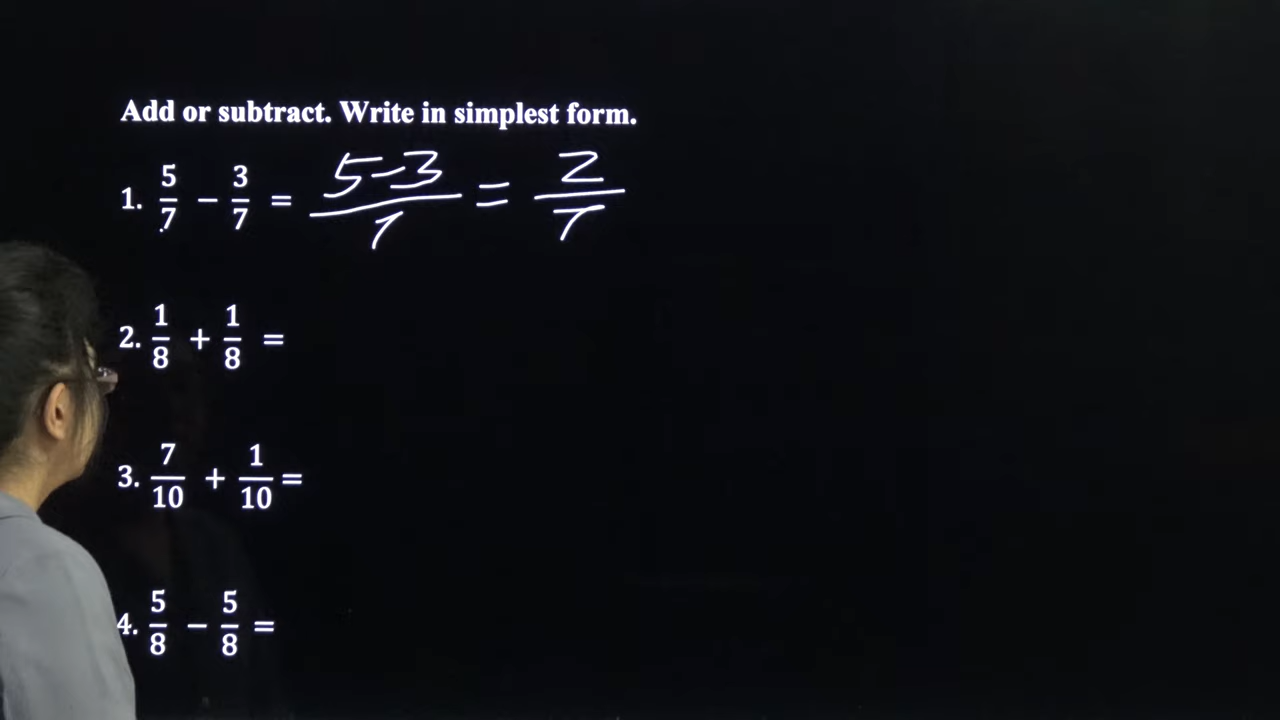 Add or subtract. Write in simplest form.
1. 5/7 − 3/7 = (5−3)/7 = 2/7
2. 1/8 + 1/8 =
3. 7/10 + 1/10 =
4. 5/8 − 5/8 =